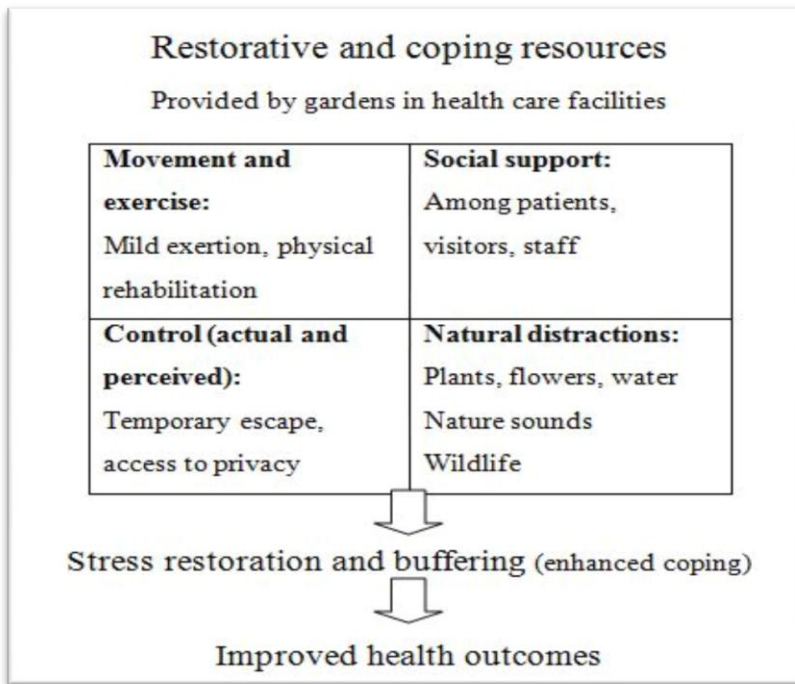 Restorative and coping resources
Provided by gardens in health care facilities
Movement and
exercise:
Mild exertion, physical
rehabilitation
Social support:
Among patients,
visitors, staff
Control (actual and
perceived):
Temporary escape,
access to privacy
Natural distractions:
Plants, flowers, water
Nature sounds
Wildlife
Stress restoration and buffering (enhanced coping)
Improved health outcomes